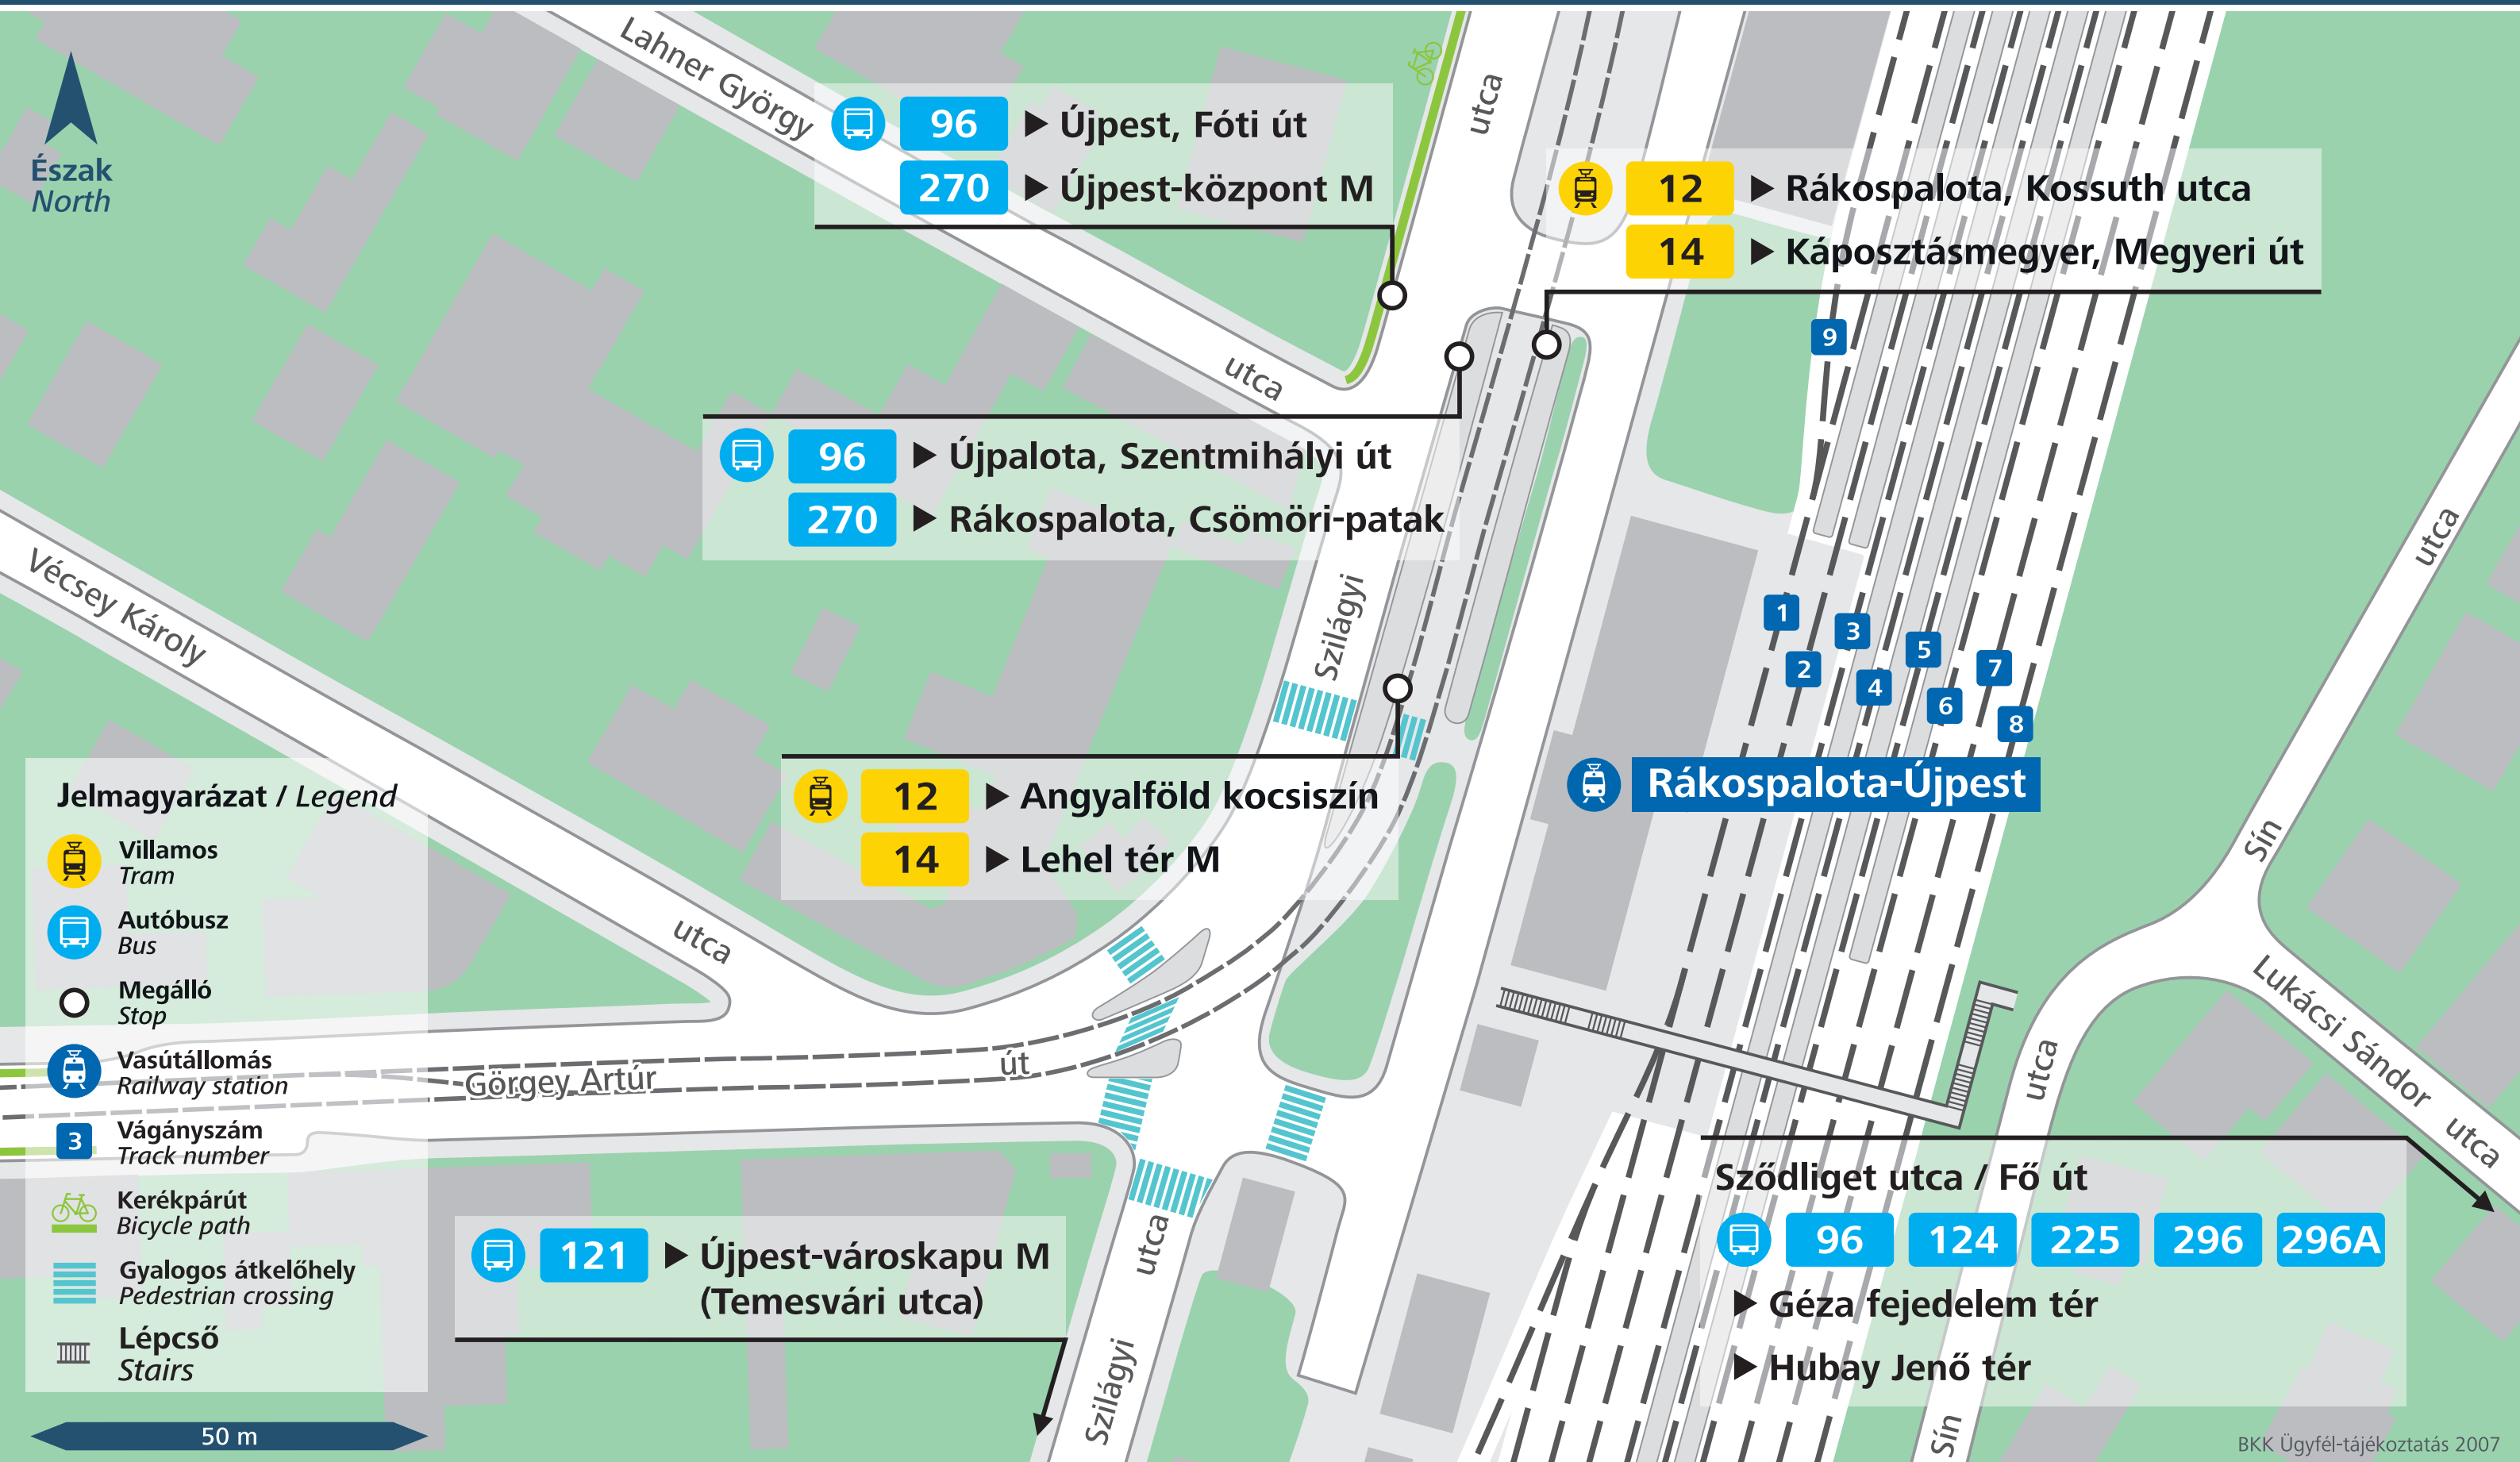 Észak
North
Lahner György
utca
96 Újpest, Fóti út
270 Újpest-központ M
utca
12 Rákospalota, Kossuth utca
14 Káposztásmegyer, Megyeri út
9
96 Újpalota, Szentmihályi út
270 Rákospalota, Csömöri-patak
utca
Vécsey Károly
utca
Szilágyi
1
3
5
7
2
4
6
8
12 Angyalföld kocsiszín
14 Lehel tér M
Rákospalota-Újpest
Sín
utca
Lukácsi Sándor utca
Görgey Artúr
út
Jelmagyarázat / Legend
Villamos
Tram
Autóbusz
Bus
Megálló
Stop
Vasútállomás
Railway station
3 Vágányszám
Track number
Kerékpárút
Bicycle path
Gyalogos átkelőhely
Pedestrian crossing
Lépcső
Stairs
50 m
121 Újpest-városkapu M
(Temesvári utca)
utca
Szilágyi
Sződliget utca / Fő út
96 124 225 296 296A
Géza fejedelem tér
Hubay Jenő tér
Sín
BKK Ügyfél-tájékoztatás 2007